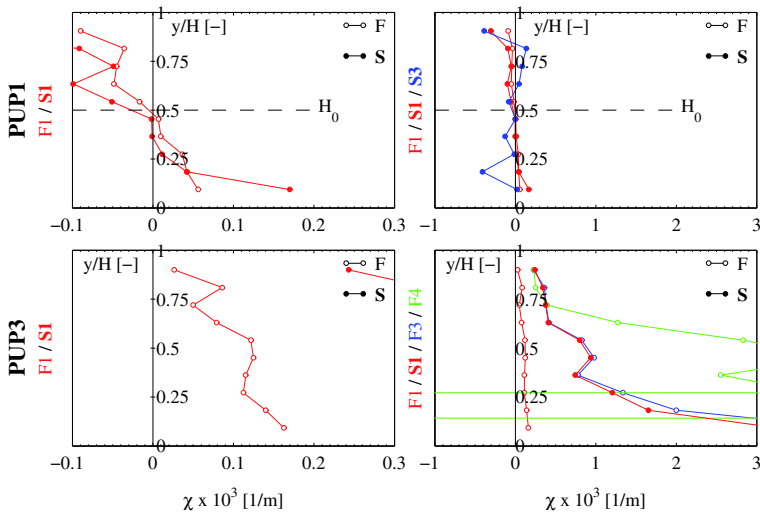 1
y/H [−]
F
0.75
S
0.5
H0
0.25
−0.1 0 0.1 0.2 0.3
PUP1
F1 / S1
1
y/H [−]
F
0.75
S
0.5
H0
0.25
−1 0 1 2 3
F1 / S1 / S3
1
y/H [−]
F
0.75
S
0.5
0.25
−0.1 0 0.1 0.2 0.3
χ x 10³ [1/m]
PUP3
F1 / S1
1
y/H [−]
F
0.75
S
0.5
0.25
−1 0 1 2 3
χ x 10³ [1/m]
F1 / S1 / F3 / F4